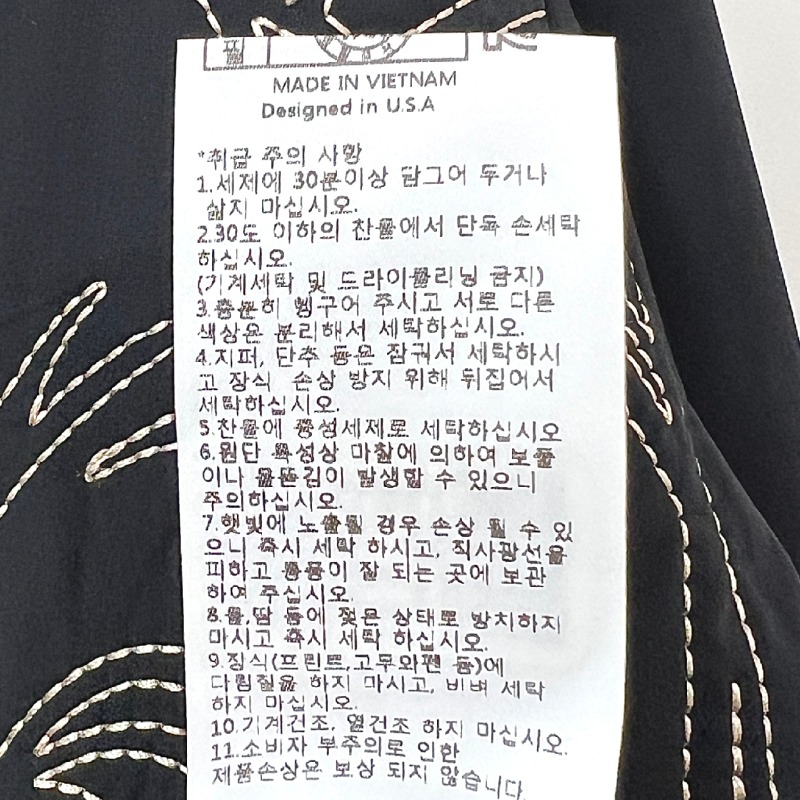 MADE IN VIETNAM
Designed in U.S.A
*취급 주의 사항
1.세제에 30분이상 담그어 두거나
삶지 마십시오.
2.30도 이하의 찬물에서 단독 손세탁
하십시오.
(기계세탁 및 드라이클리닝 금지)
3.충분히 헹구어 주시고 서로 다른
색상은 분리해서 세탁하십시오.
4.지퍼, 단추 등은 잠궈서 세탁하시
고 장식 손상 방지 위해 뒤집어서
세탁하십시오.
5.찬물에 중성세제로 세탁하십시오
6.원단 특성상 마찰에 의하여 보풀
이나 올뜯김이 발생할 수 있으니
주의하십시오.
7.햇빛에 노출될 경우 손상 될 수 있
으니 즉시 세탁 하시고, 직사광선을
피하고 통풍이 잘 되는 곳에 보관
하여 주십시오.
8.물,땀 등에 젖은 상태로 방치하지
마시고 즉시 세탁 하십시오.
9.장식(프린트,고무와펜 등)에
다림질을 하지 마시고, 비벼 세탁
하지 마십시오.
10.기계건조, 열건조 하지 마십시오.
11.소비자 부주의로 인한
제품손상은 보상 되지 않습니다.